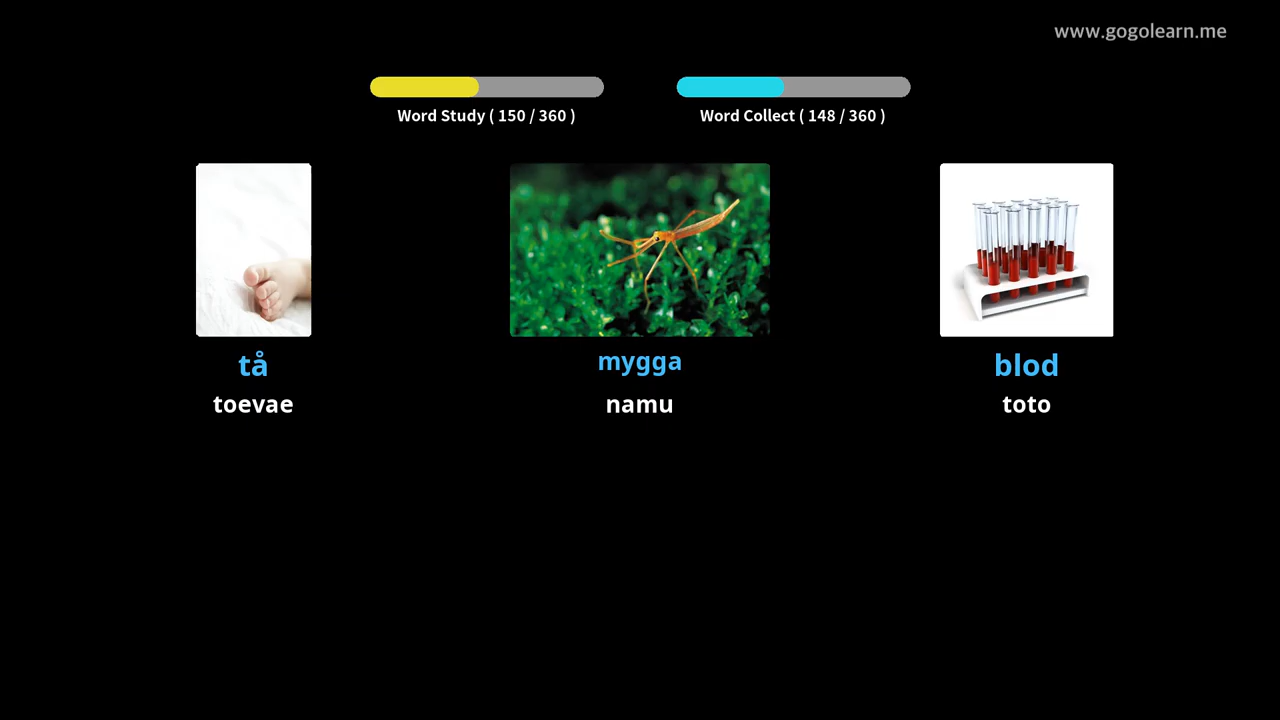 www.gogolearn.me
Word Study ( 150 / 360 )
Word Collect ( 148 / 360 )
tå
mygga
blod
toevae
namu
toto